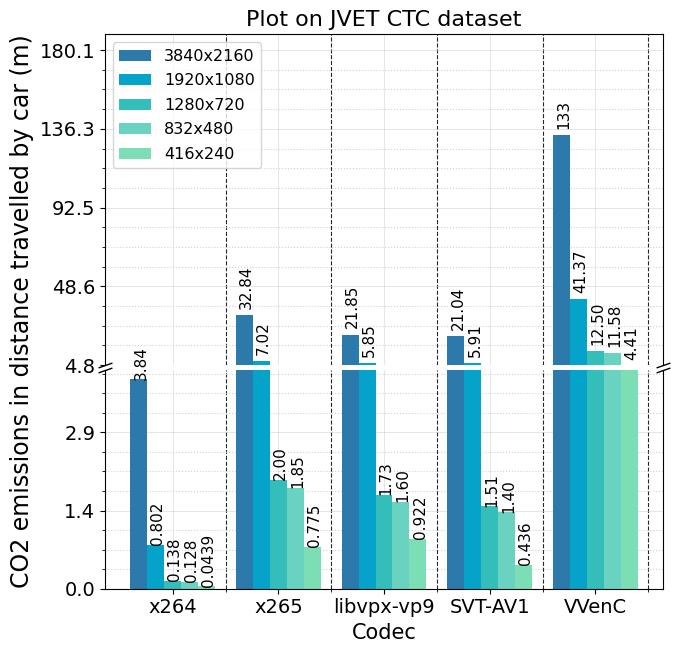 Plot on JVET CTC dataset
CO2 emissions in distance travelled by car (m)
180.1
136.3
92.5
48.6
4.8
2.9
1.4
0.0
3840x2160
1920x1080
1280x720
832x480
416x240
3.84
0.802
0.138
0.128
0.0439
32.84
7.02
2.00
1.85
0.775
21.85
5.85
1.73
1.60
0.922
21.04
5.91
1.51
1.40
0.436
133
41.37
12.50
11.58
4.41
x264
x265
libvpx-vp9
SVT-AV1
VVenC
Codec